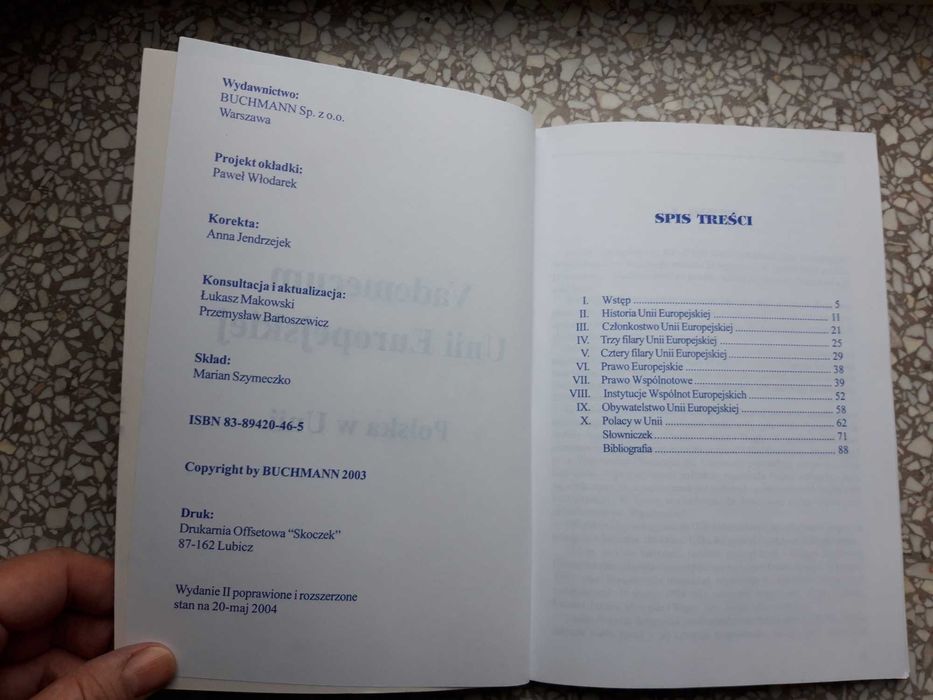 Wydawnictwo:
BUCHMANN Sp. z o.o.
Warszawa
Projekt okładki:
Paweł Włodarek
Korekta:
Anna Jendrzejek
Konsultacja i aktualizacja:
Łukasz Makowski
Przemysław Bartoszewicz
Skład:
Marian Szymeczko
ISBN 83-89420-46-5
Copyright by BUCHMANN 2003
Druk:
Drukarnia Offsetowa “Skoczek”
87-162 Lubicz
Wydanie II poprawione i rozszerzone
stan na 20-maj 2004
Vademecum
Unii Europejskiej
Polska w Unii
SPIS TREŚCI
I. Wstęp ........ 5
II. Historia Unii Europejskiej ........ 11
III. Członkostwo Unii Europejskiej ........ 21
IV. Trzy filary Unii Europejskiej ........ 25
V. Cztery filary Unii Europejskiej ........ 29
VI. Prawo Europejskie ........ 38
VII. Prawo Wspólnotowe ........ 39
VIII. Instytucje Wspólnot Europejskich ........ 52
IX. Obywatelstwo Unii Europejskiej ........ 58
X. Polacy w Unii ........ 62
Słowniczek ........ 71
Bibliografia ........ 88